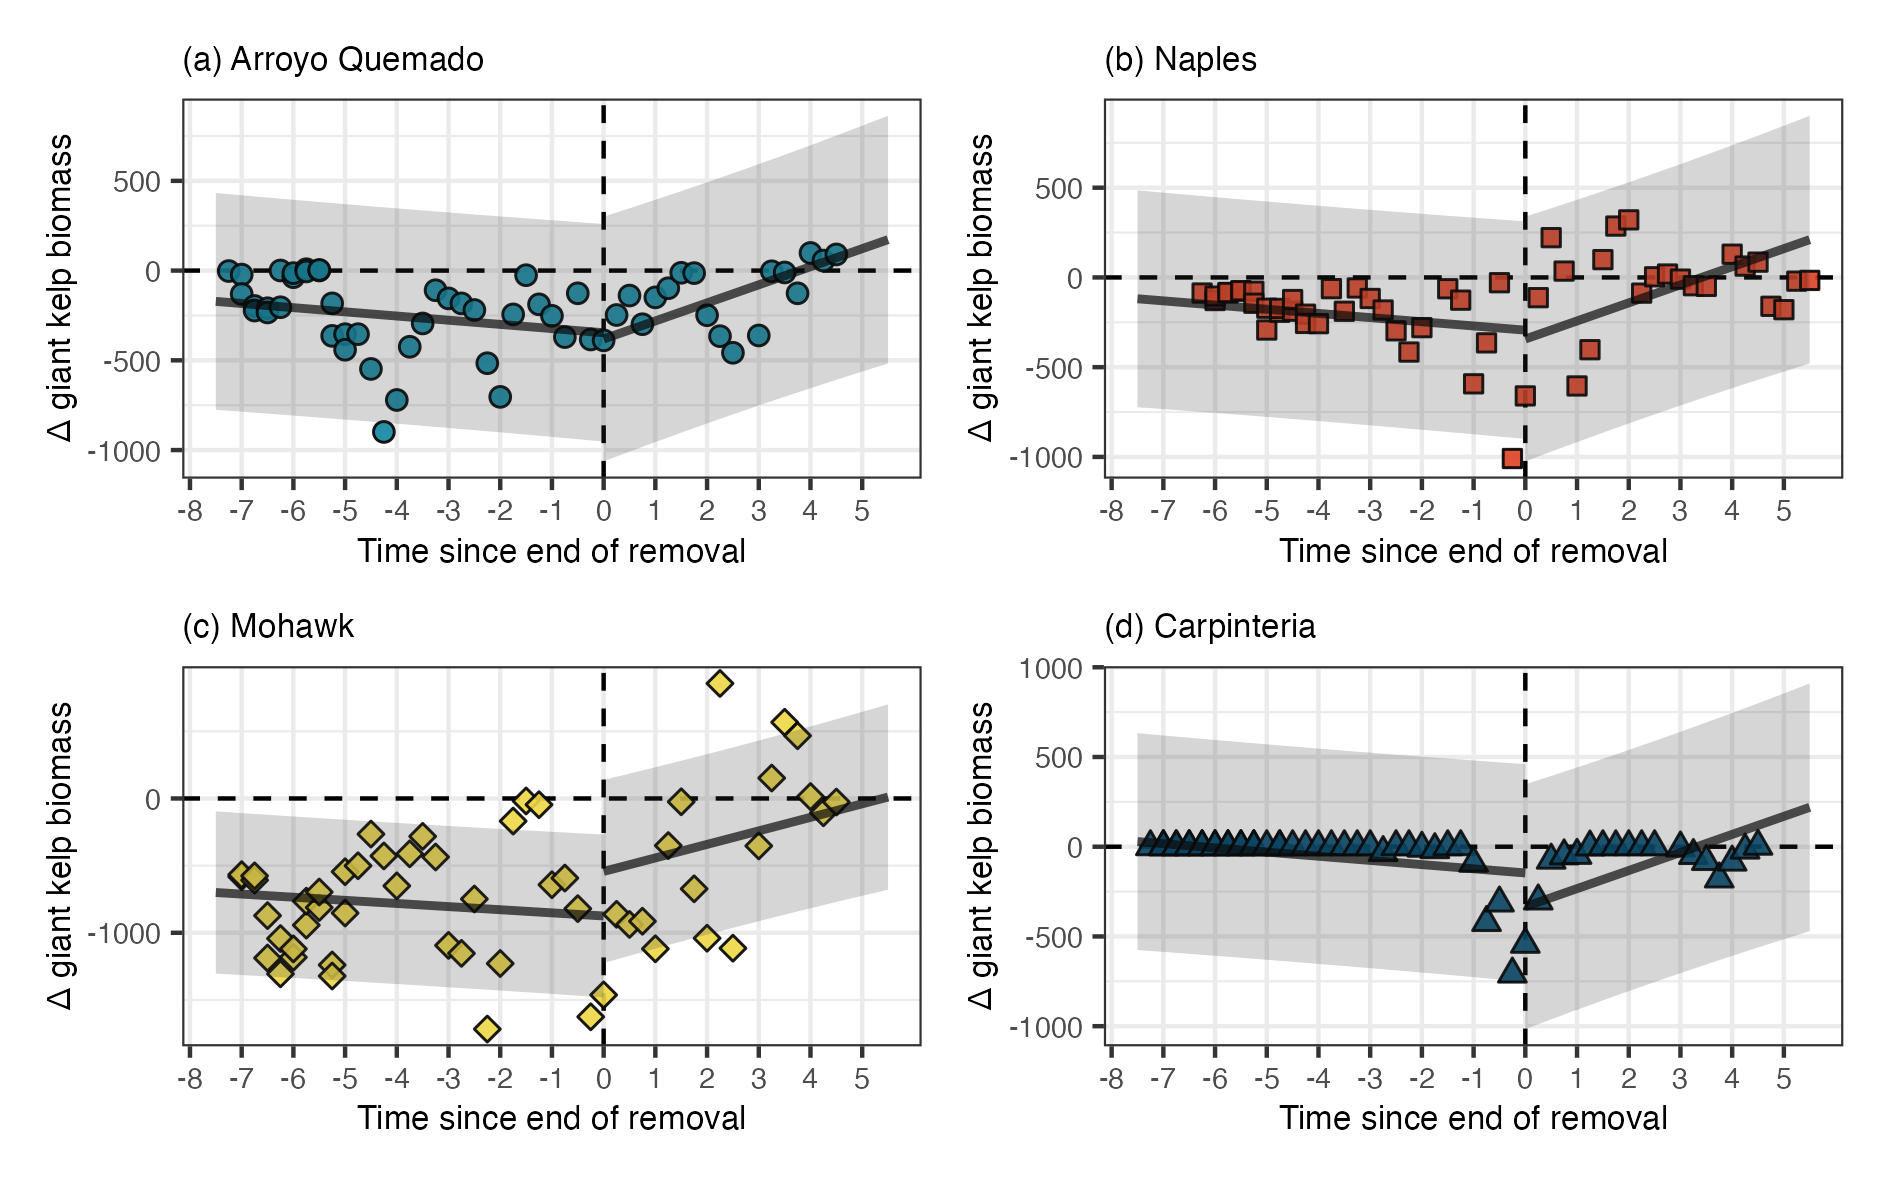 (a) Arroyo Quemado
Δ giant kelp biomass
500
0
-500
-1000
-8 -7 -6 -5 -4 -3 -2 -1 0 1 2 3 4 5
Time since end of removal
(b) Naples
Δ giant kelp biomass
500
0
-500
-1000
-8 -7 -6 -5 -4 -3 -2 -1 0 1 2 3 4 5
Time since end of removal
(c) Mohawk
Δ giant kelp biomass
0
-1000
-8 -7 -6 -5 -4 -3 -2 -1 0 1 2 3 4 5
Time since end of removal
(d) Carpinteria
Δ giant kelp biomass
1000
500
0
-500
-1000
-8 -7 -6 -5 -4 -3 -2 -1 0 1 2 3 4 5
Time since end of removal